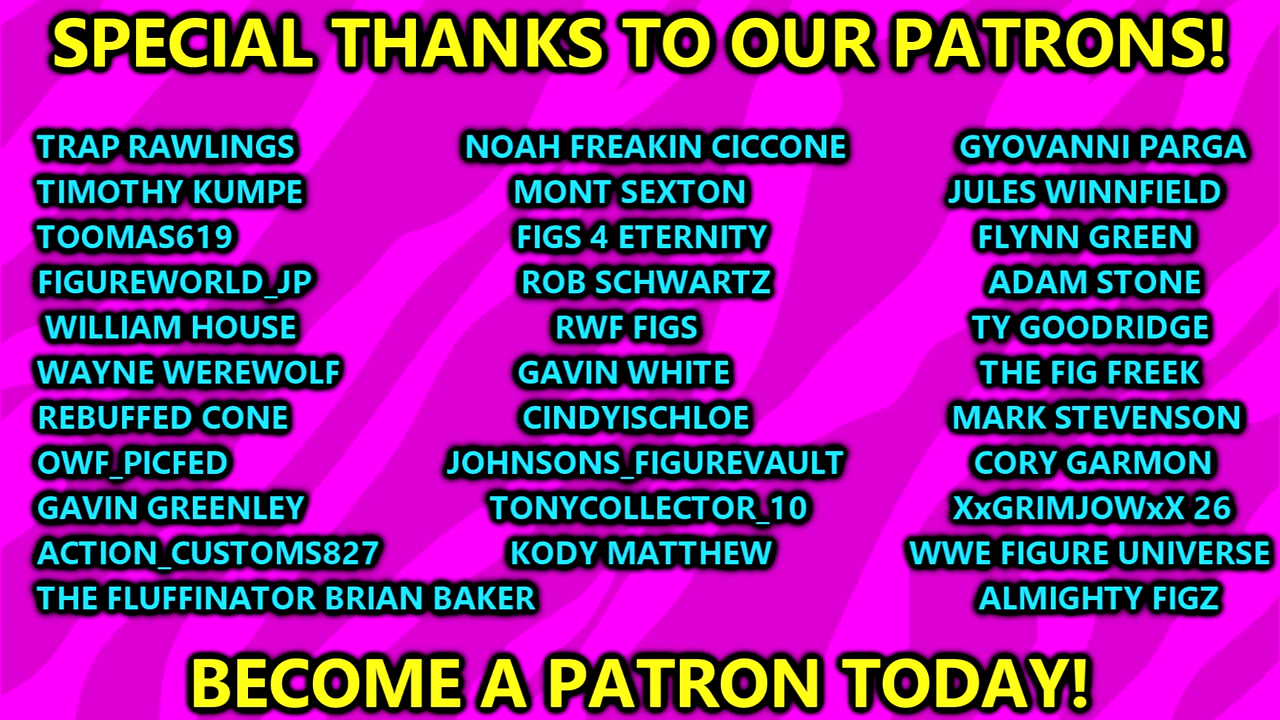 SPECIAL THANKS TO OUR PATRONS!
TRAP RAWLINGS
TIMOTHY KUMPE
TOOMAS619
FIGUREWORLD_JP
WILLIAM HOUSE
WAYNE WEREWOLF
REBUFFED CONE
OWF_PICFED
GAVIN GREENLEY
ACTION_CUSTOMS827
THE FLUFFINATOR BRIAN BAKER
NOAH FREAKIN CICCONE
MONT SEXTON
FIGS 4 ETERNITY
ROB SCHWARTZ
RWF FIGS
GAVIN WHITE
CINDYISCHLOE
JOHNSONS_FIGUREVAULT
TONYCOLLECTOR_10
KODY MATTHEW
GYOVANNI PARGA
JULES WINNFIELD
FLYNN GREEN
ADAM STONE
TY GOODRIDGE
THE FIG FREEK
MARK STEVENSON
CORY GARMON
XxGRIMJOWxX 26
WWE FIGURE UNIVERSE
ALMIGHTY FIGZ
BECOME A PATRON TODAY!